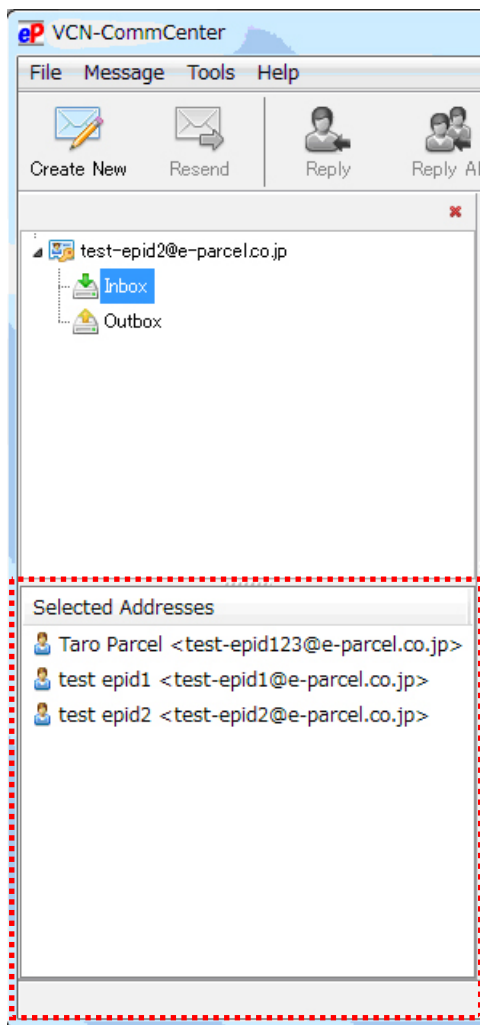 eP VCN-CommCenter
File Message Tools Help
Create New Resend Reply Reply Al
test-epid2@e-parcel.co.jp
Inbox
Outbox
Selected Addresses
Taro Parcel <test-epid123@e-parcel.co.jp>
test epid1 <test-epid1@e-parcel.co.jp>
test epid2 <test-epid2@e-parcel.co.jp>